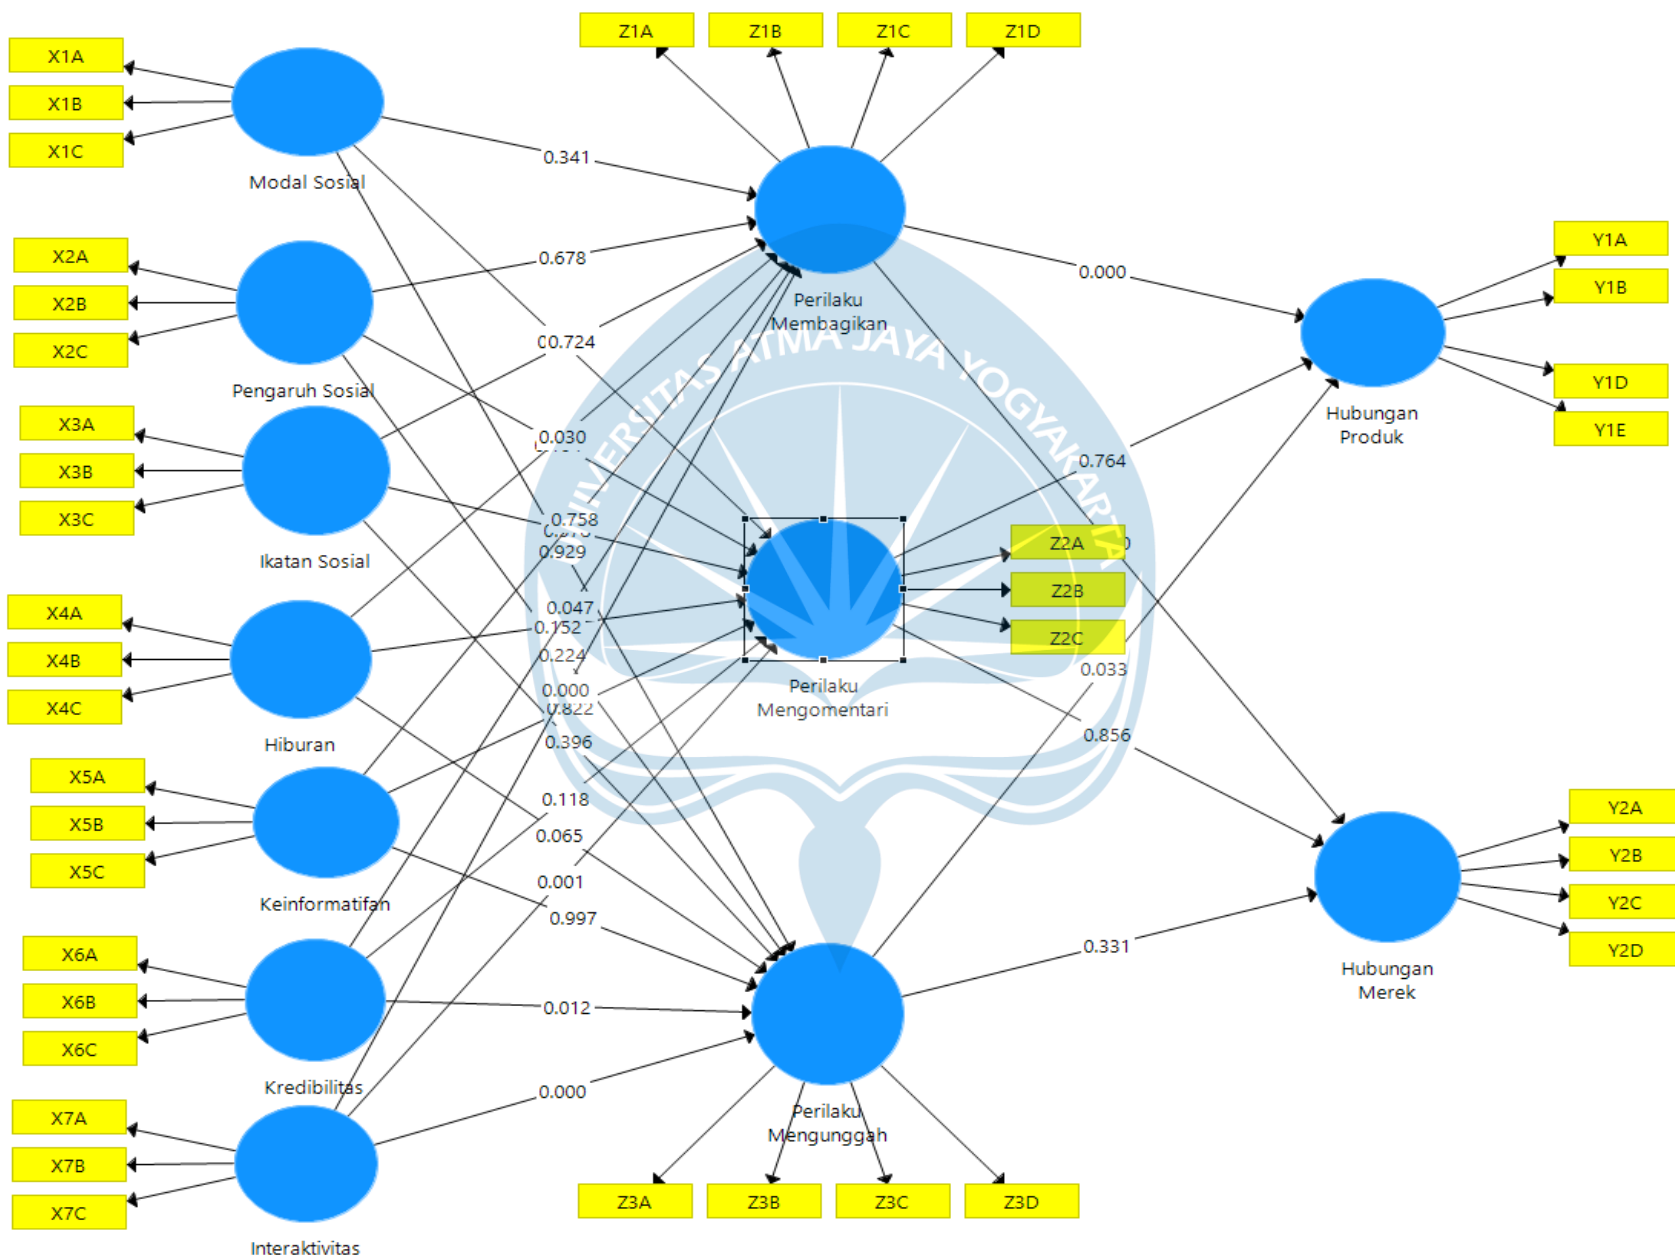 Z1A
Z1B
Z1C
Z1D
X1A
X1B
X1C
Modal Sosial
0.341
X2A
X2B
X2C
Pengaruh Sosial
0.678
Perilaku
Membagikan
0.000
Y1A
Y1B
Y1D
Y1E
Hubungan
Produk
0.724
UNIVERSITAS ATMA JAYA YOGYAKARTA
X3A
X3B
X3C
Ikatan Sosial
0.030
0.764
0.758
0.929
Z2A
Z2B
Z2C
X4A
X4B
X4C
Hiburan
0.047
0.152
0.224
0.000
0.822
0.396
Perilaku
Mengomentari
0.033
0.856
X5A
X5B
X5C
Keinformatifan
0.118
0.065
0.001
0.997
Y2A
Y2B
Y2C
Y2D
Hubungan
Merek
X6A
X6B
X6C
Kredibilitas
0.012
0.331
X7A
X7B
X7C
Interaktivitas
0.000
Perilaku
Mengunggah
Z3A
Z3B
Z3C
Z3D